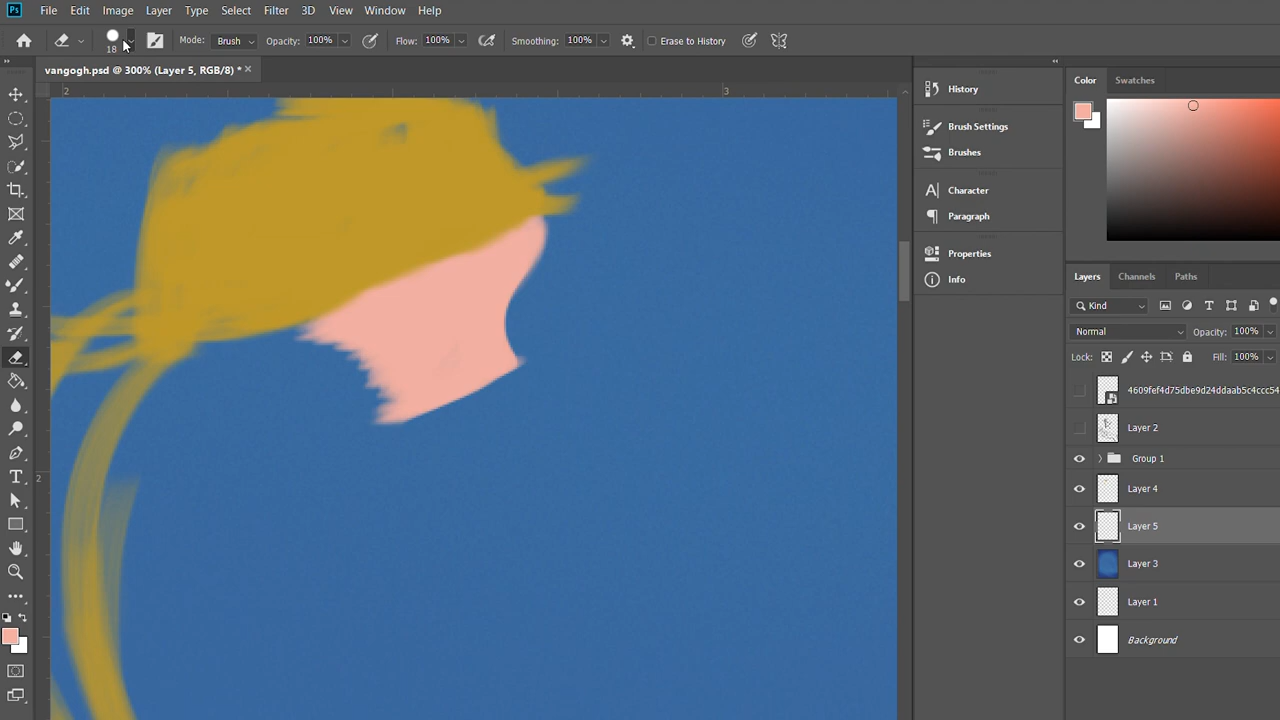 Ps File Edit Image Layer Type Select Filter 3D View Window Help
18 Mode: Brush Opacity: 100% Flow: 100% Smoothing: 100% Erase to History
vangogh.psd @ 300% (Layer 5, RGB/8) * ×
2 3
2
History
Brush Settings
Brushes
Character
Paragraph
Properties
Info
Color Swatches
Layers Channels Paths
Kind
Normal Opacity: 100%
Lock: Fill: 100%
4609fef4d75dbe9d24ddaab5c4ccc54
Layer 2
Group 1
Layer 4
Layer 5
Layer 3
Layer 1
Background